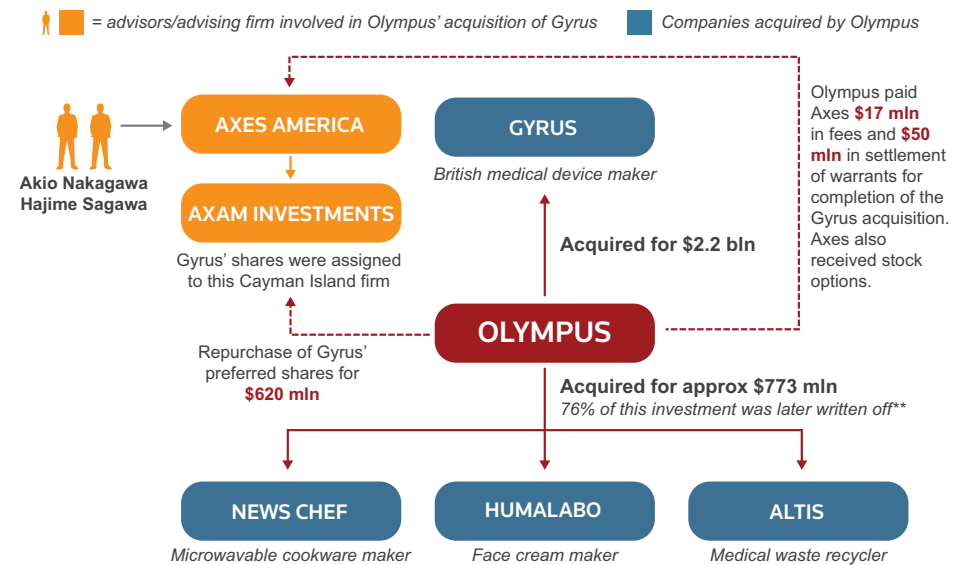 = advisors/advising firm involved in Olympus' acquisition of Gyrus
Companies acquired by Olympus
Akio Nakagawa
Hajime Sagawa
AXES AMERICA
AXAM INVESTMENTS
Gyrus' shares were assigned
to this Cayman Island firm
GYRUS
British medical device maker
Acquired for $2.2 bln
Olympus paid
Axes $17 mln
in fees and $50
mln in settlement
of warrants for
completion of the
Gyrus acquisition.
Axes also
received stock
options.
OLYMPUS
Repurchase of Gyrus'
preferred shares for
$620 mln
Acquired for approx $773 mln
76% of this investment was later written off**
NEWS CHEF
Microwavable cookware maker
HUMALABO
Face cream maker
ALTIS
Medical waste recycler